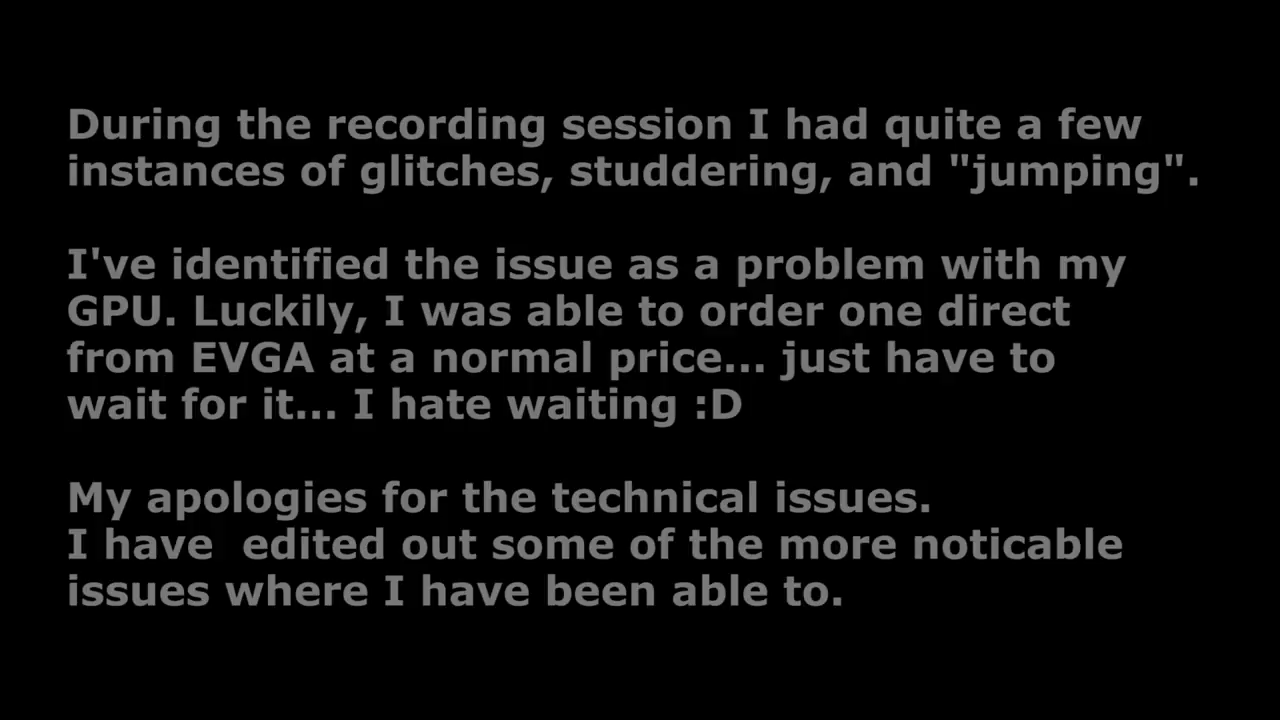 During the recording session I had quite a few
instances of glitches, studdering, and "jumping".
I've identified the issue as a problem with my
GPU. Luckily, I was able to order one direct
from EVGA at a normal price... just have to
wait for it... I hate waiting :D
My apologies for the technical issues.
I have  edited out some of the more noticable
issues where I have been able to.